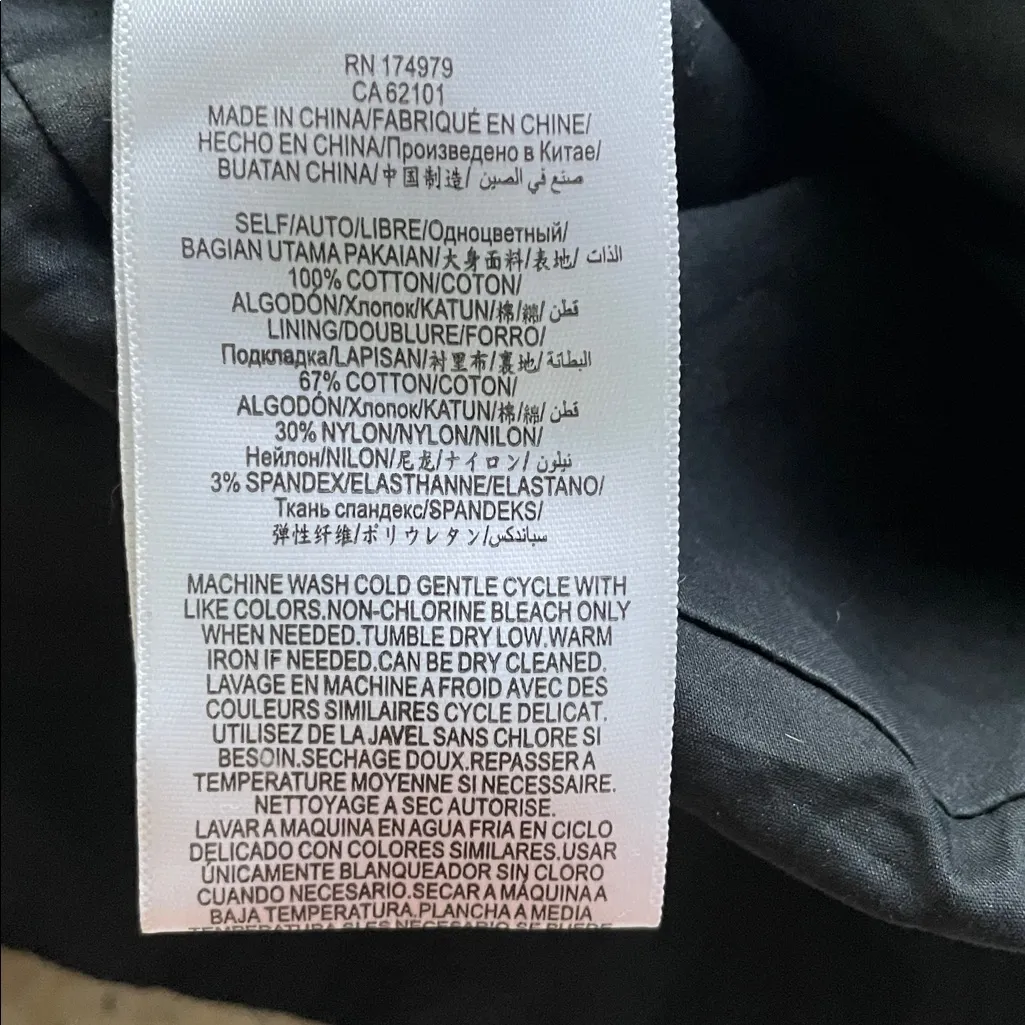 RN 174979
CA 62101
MADE IN CHINA/FABRIQUÉ EN CHINE/
HECHO EN CHINA/Произведено в Китае/
BUATAN CHINA/中国制造/صنع في الصين
SELF/AUTO/LIBRE/Одноцветный/
BAGIAN UTAMA PAKAIAN/大身面料/表地/الذات
100% COTTON/COTON/
ALGODÓN/Хлопок/KATUN/棉/綿/قطن
LINING/DOUBLURE/FORRO/
Подкладка/LAPISAN/衬里布/裏地/البطانة
67% COTTON/COTON/
ALGODÓN/Хлопок/KATUN/棉/綿/قطن
30% NYLON/NYLON/NILON/
Нейлон/NILON/尼龙/ナイロン/نيلون
3% SPANDEX/ELASTHANNE/ELASTANO/
Ткань спандекс/SPANDEKS/
弹性纤维/ポリウレタン/سباندكس
MACHINE WASH COLD GENTLE CYCLE WITH
LIKE COLORS.NON-CHLORINE BLEACH ONLY
WHEN NEEDED.TUMBLE DRY LOW.WARM
IRON IF NEEDED.CAN BE DRY CLEANED.
LAVAGE EN MACHINE A FROID AVEC DES
COULEURS SIMILAIRES CYCLE DELICAT.
UTILISEZ DE LA JAVEL SANS CHLORE SI
BESOIN.SECHAGE DOUX.REPASSER A
TEMPERATURE MOYENNE SI NECESSAIRE.
NETTOYAGE A SEC AUTORISE.
LAVAR A MAQUINA EN AGUA FRIA EN CICLO
DELICADO CON COLORES SIMILARES.USAR
ÚNICAMENTE BLANQUEADOR SIN CLORO
CUANDO NECESARIO.SECAR A MÁQUINA A
BAJA TEMPERATURA.PLANCHA A MEDIA
TEMPERATURA SI ES NECESARIO.SE PUEDE